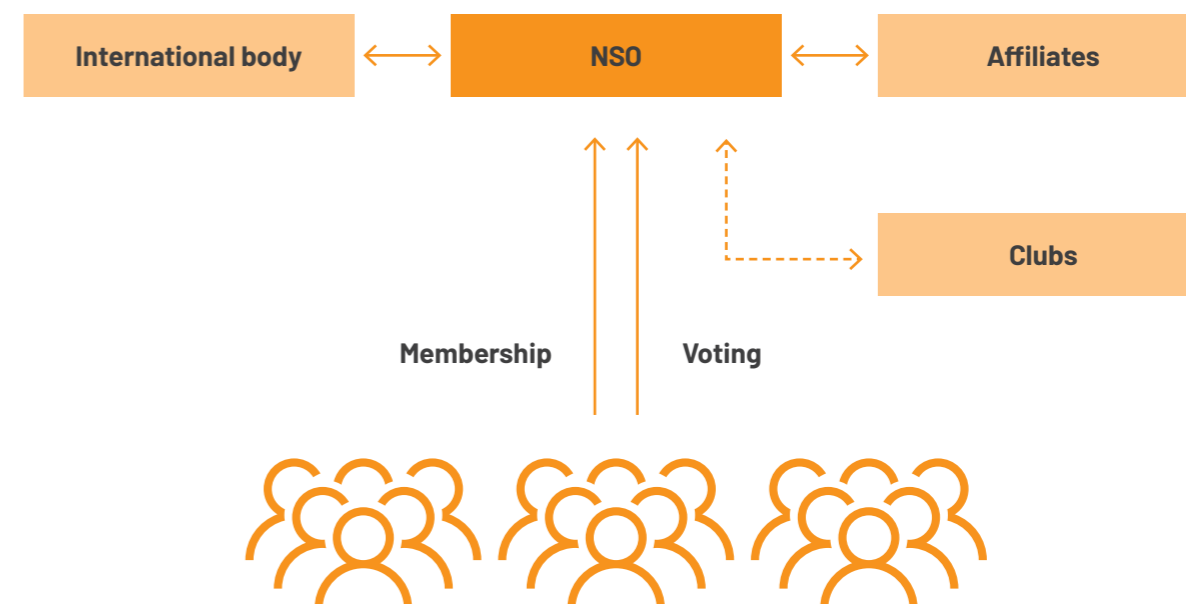 International body
NSO
Affiliates
Clubs
Membership
Voting